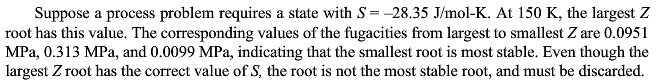 Suppose a process problem requires a state with S = –28.35 J/mol-K. At 150 K, the largest Z
root has this value. The corresponding values of the fugacities from largest to smallest Z are 0.0951
MPa, 0.313 MPa, and 0.0099 MPa, indicating that the smallest root is most stable. Even though the
largest Z root has the correct value of S, the root is not the most stable root, and must be discarded.